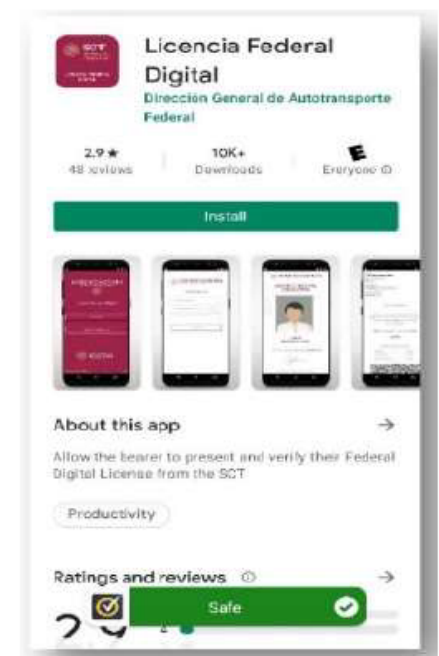 SCT
Licencia Federal
Digital
Dirección General de Autotransporte
Federal
2.9★
48 reviews
10K+
Downloads
E
Everyone
Install
About this app
Allow the bearer to present and verify their Federal
Digital License from the SCT
Productivity
Ratings and reviews
Safe